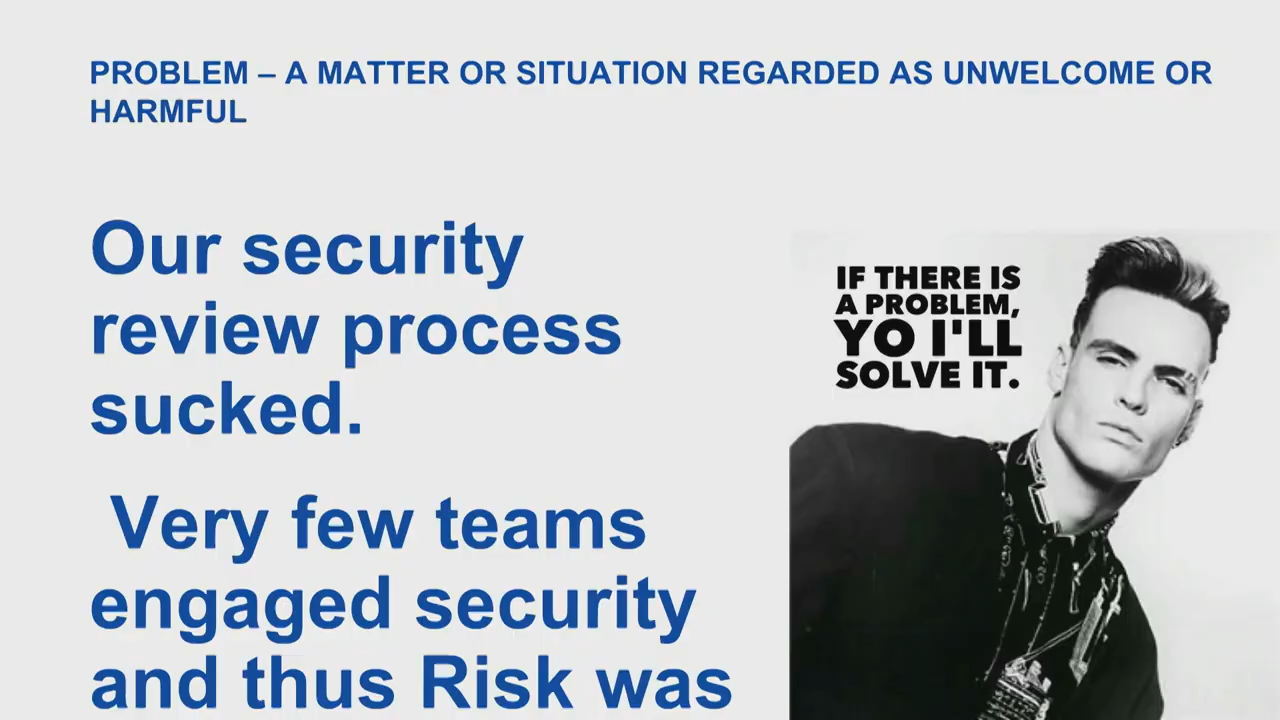 PROBLEM – A MATTER OR SITUATION REGARDED AS UNWELCOME OR
HARMFUL
Our security
review process
sucked.
Very few teams
engaged security
and thus Risk was
IF THERE IS
A PROBLEM,
YO I'LL
SOLVE IT.